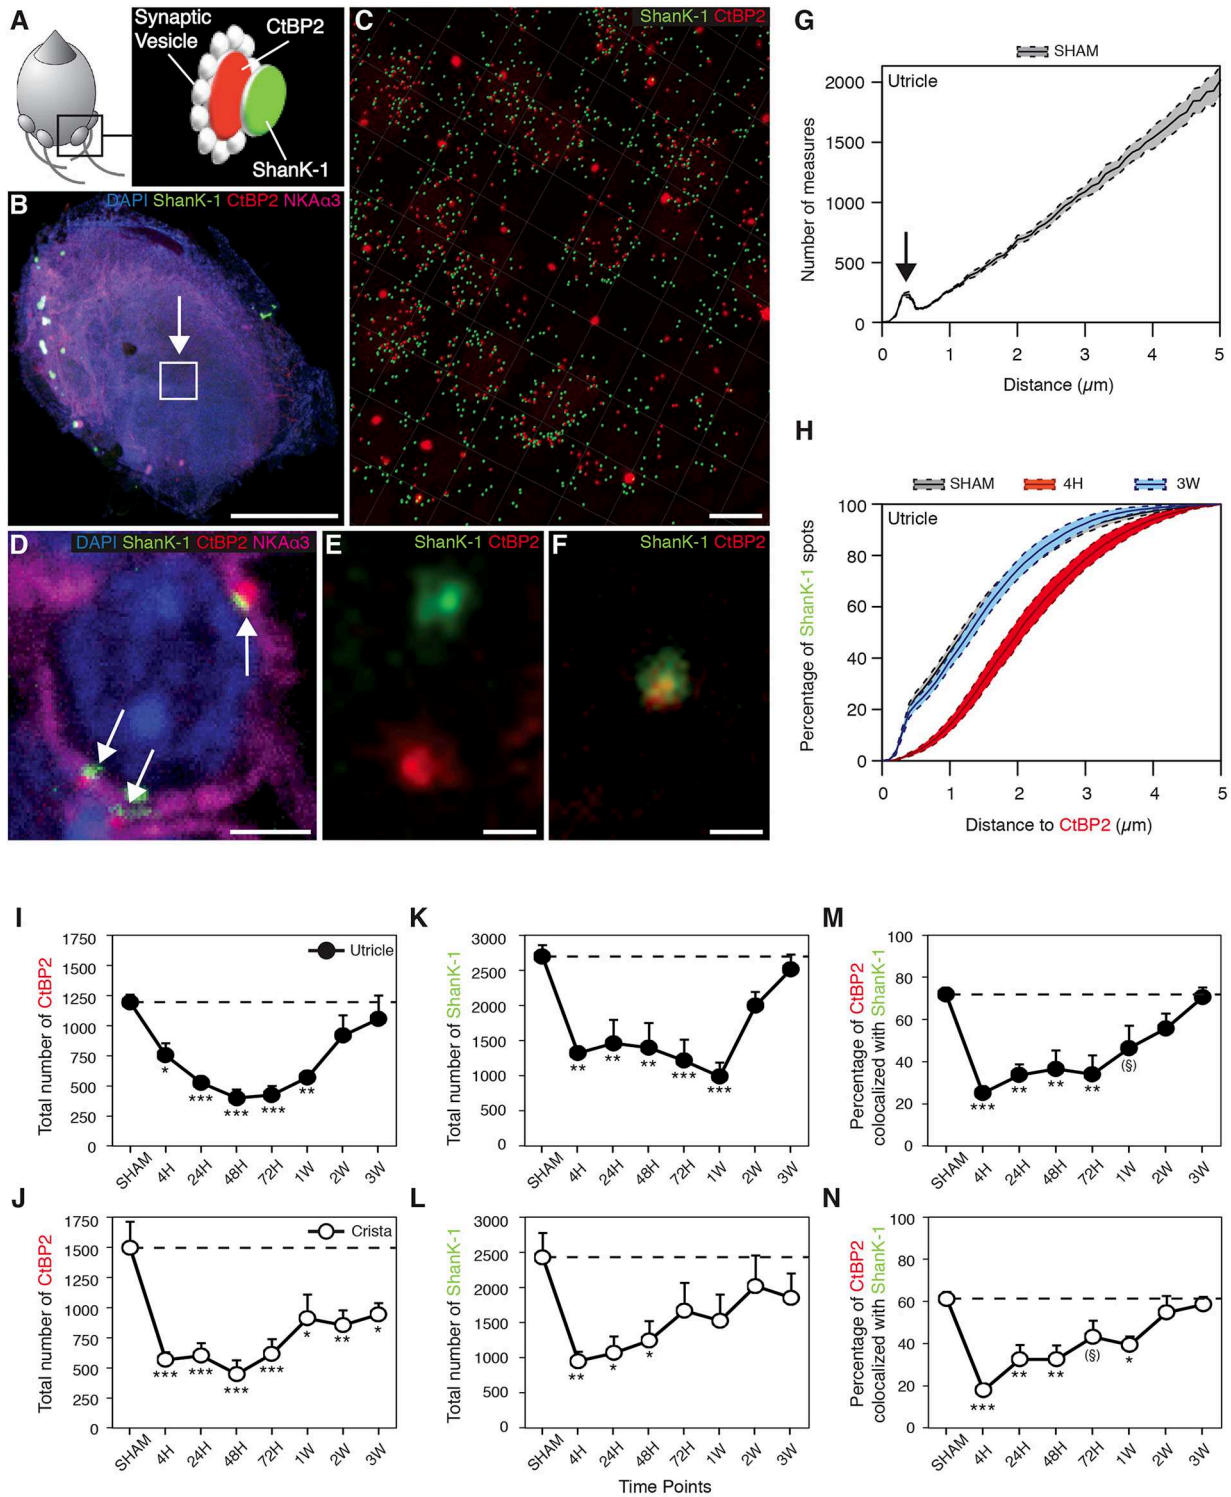 A
Synaptic
Vesicle
CtBP2
ShanK-1
B
DAPI ShanK-1 CtBP2 NKAα3
C
ShanK-1 CtBP2
D
DAPI ShanK-1 CtBP2 NKAα3
E
ShanK-1 CtBP2
F
ShanK-1 CtBP2
G
SHAM
Utricle
2000
1500
1000
500
0
Number of measures
0 1 2 3 4 5
Distance (µm)
H
SHAM 4H 3W
Utricle
100
80
60
40
20
0
Percentage of ShanK-1 spots
0 1 2 3 4 5
Distance to CtBP2 (µm)
I
Utricle
1750
1500
1250
1000
750
500
250
0
Total number of CtBP2
* *** *** *** **
SHAM 4H 24H 48H 72H 1W 2W 3W
K
3000
2500
2000
1500
1000
500
0
Total number of ShanK-1
** ** ** *** ***
SHAM 4H 24H 48H 72H 1W 2W 3W
M
100
80
60
40
20
0
Percentage of CtBP2
colocalized with ShanK-1
*** ** ** ** (§)
SHAM 4H 24H 48H 72H 1W 2W 3W
J
Crista
1750
1500
1250
1000
750
500
250
0
Total number of CtBP2
*** *** *** *** * ** *
SHAM 4H 24H 48H 72H 1W 2W 3W
L
3000
2500
2000
1500
1000
500
0
Total number of ShanK-1
** * *
SHAM 4H 24H 48H 72H 1W 2W 3W
Time Points
N
100
80
60
40
20
0
Percentage of CtBP2
colocalized with ShanK-1
*** ** ** (§) *
SHAM 4H 24H 48H 72H 1W 2W 3W